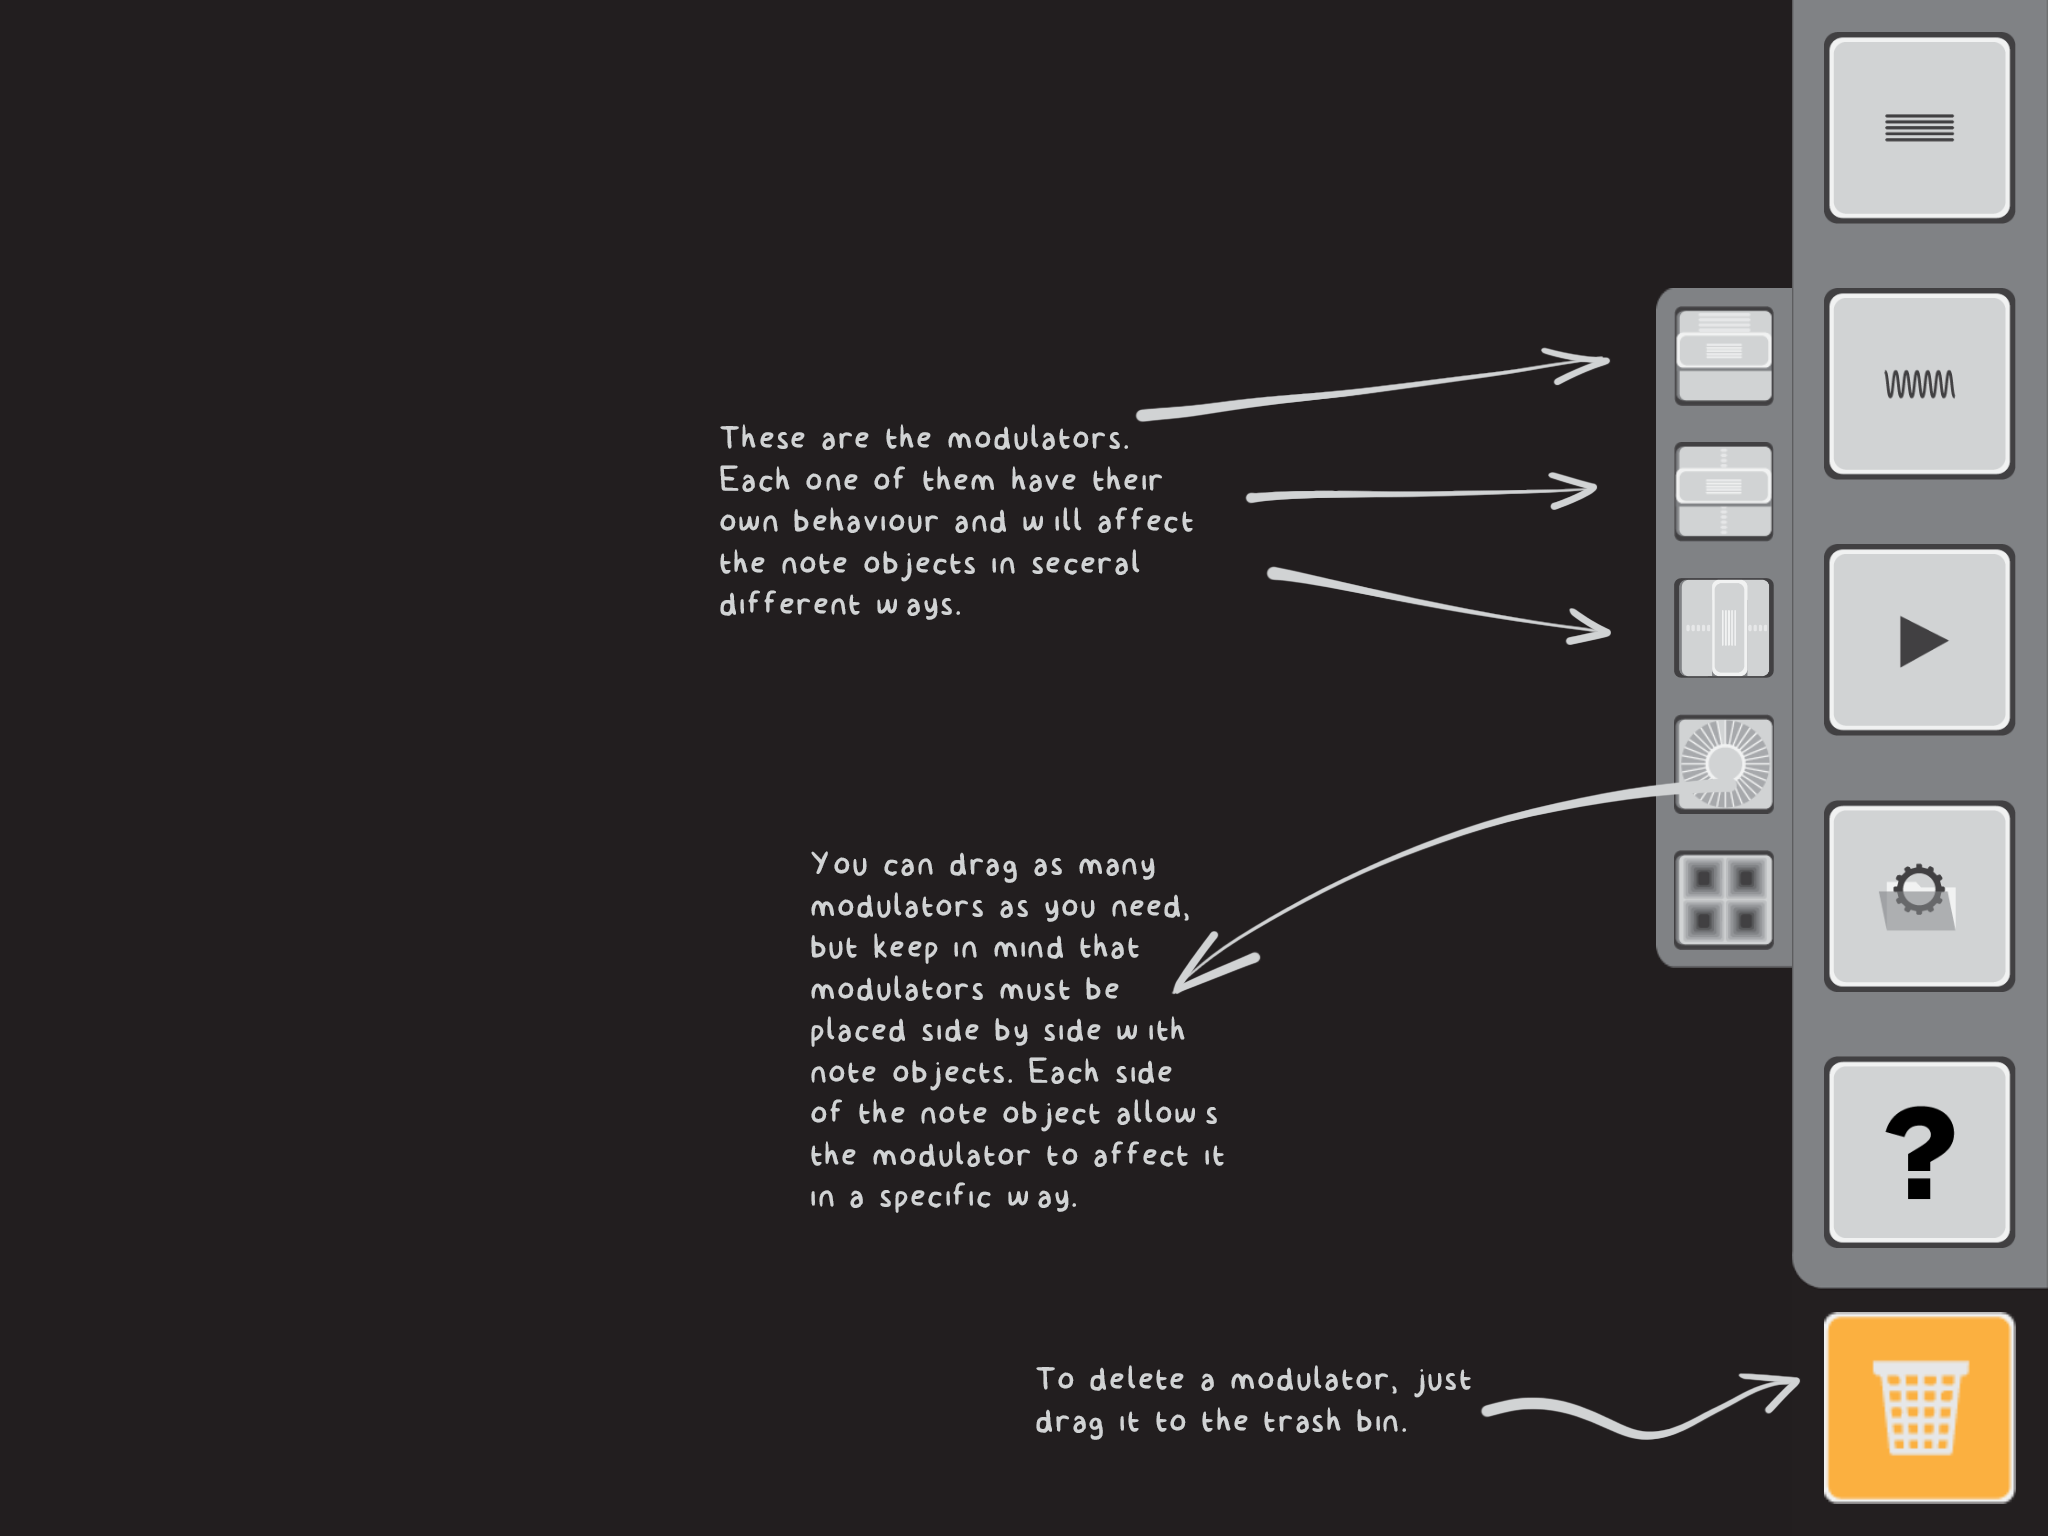 These are the modulators.
Each one of them have their
own behaviour and will affect
the note objects in seceral
different ways.
You can drag as many
modulators as you need,
but keep in mind that
modulators must be
placed side by side with
note objects. Each side
of the note object allows
the modulator to affect it
in a specific way.
?
To delete a modulator, just
drag it to the trash bin.